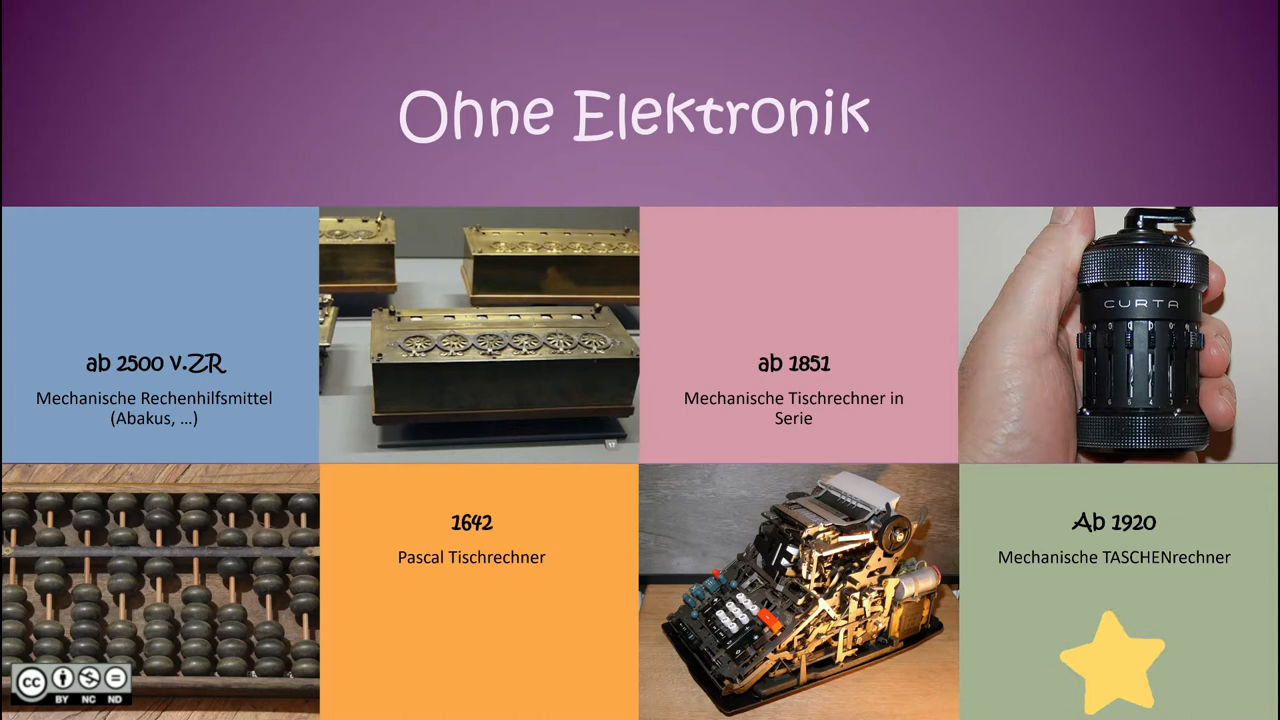 Ohne Elektronik
ab 2500 v.ZR
Mechanische Rechenhilfsmittel
(Abakus, ...)
1642
Pascal Tischrechner
ab 1851
Mechanische Tischrechner in
Serie
CURTA
Ab 1920
Mechanische TASCHENrechner
CC
BY NC ND